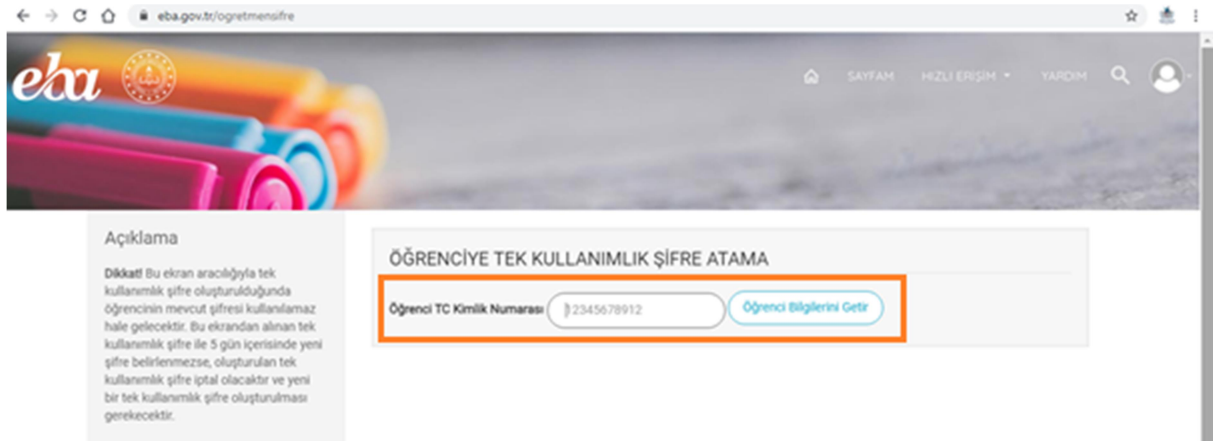 eba.gov.tr/ogretmensifre
eba
SAYFAM HIZLI ERİŞİM YARDIM
Açıklama
Dikkat! Bu ekran aracılığıyla tek
kullanımlık şifre oluşturulduğunda
öğrencinin mevcut şifresi kullanılamaz
hale gelecektir. Bu ekrandan alınan tek
kullanımlık şifre ile 5 gün içerisinde yeni
şifre belirlenmezse, oluşturulan tek
kullanımlık şifre iptal olacaktır ve yeni
bir tek kullanımlık şifre oluşturulması
gerekecektir.
ÖĞRENCİYE TEK KULLANIMLIK ŞİFRE ATAMA
Öğrenci TC Kimlik Numarası 12345678912 Öğrenci Bilgilerini Getir